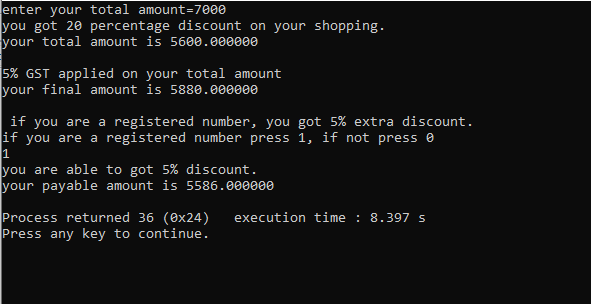 enter your total amount=7000
you got 20 percentage discount on your shopping.
your total amount is 5600.000000
5% GST applied on your total amount
your final amount is 5880.000000
if you are a registered number, you got 5% extra discount.
if you are a registered number press 1, if not press 0
1
you are able to got 5% discount.
your payable amount is 5586.000000
Process returned 36 (0x24)   execution time : 8.397 s
Press any key to continue.